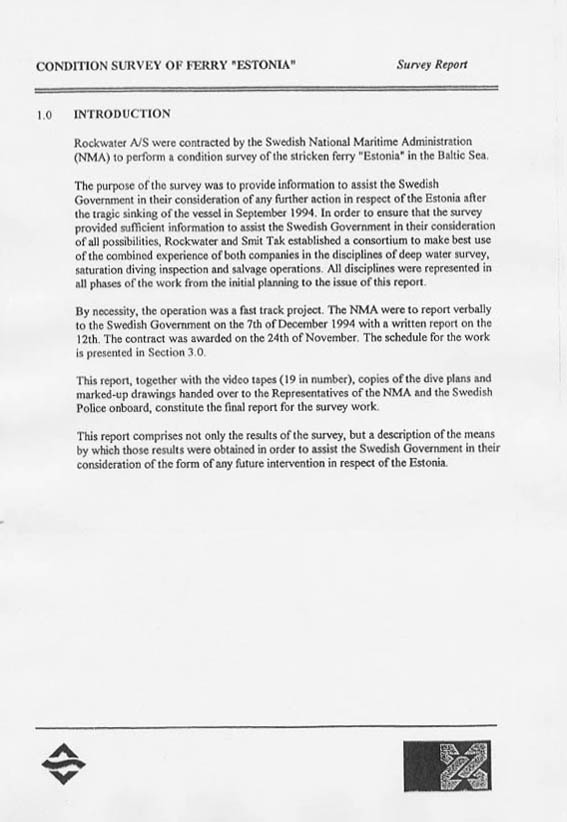 CONDITION SURVEY OF FERRY "ESTONIA" Survey Report
1.0 INTRODUCTION
Rockwater A/S were contracted by the Swedish National Maritime Administration
(NMA) to perform a condition survey of the stricken ferry "Estonia" in the Baltic Sea.
The purpose of the survey was to provide information to assist the Swedish
Government in their consideration of any further action in respect of the Estonia after
the tragic sinking of the vessel in September 1994. In order to ensure that the survey
provided sufficient information to assist the Swedish Government in their consideration
of all possibilities, Rockwater and Smit Tak established a consortium to make best use
of the combined experience of both companies in the disciplines of deep water survey,
saturation diving inspection and salvage operations. All disciplines were represented in
all phases of the work from the initial planning to the issue of this report.
By necessity, the operation was a fast track project. The NMA were to report verbally
to the Swedish Government on the 7th of December 1994 with a written report on the
12th. The contract was awarded on the 24th of November. The schedule for the work
is presented in Section 3.0.
This report, together with the video tapes (19 in number), copies of the dive plans and
marked-up drawings handed over to the Representatives of the NMA and the Swedish
Police onboard, constitute the final report for the survey work.
This report comprises not only the results of the survey, but a description of the means
by which those results were obtained in order to assist the Swedish Government in their
consideration of the form of any future intervention in respect of the Estonia.